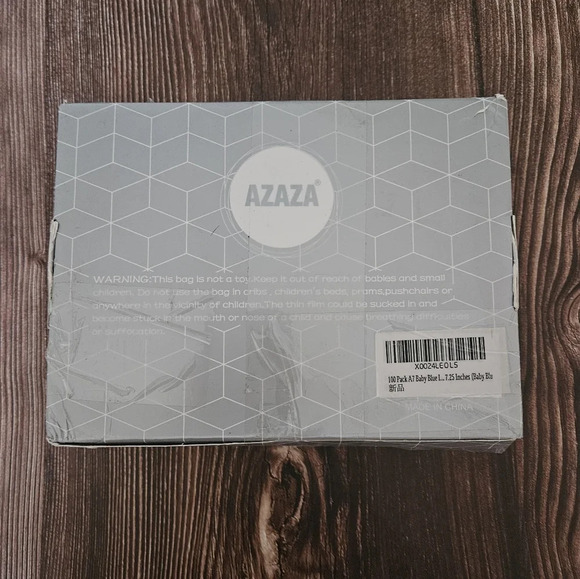 AZAZA®
WARNING:This bag is not a toy.Keep it out of reach of babies and small
children. Do not use the bag in cribs , children's beds, prams,pushchairs or
anywhere in the vicinity of children.The thin film could be sucked in and
become stuck in the mouth or nose of a child and cause breathing difficulties
or suffocation.
X0024LEOLS
100 Pack A7 Baby Blue I... 7.25 Inches (Baby Blu
新品
MADE IN CHINA